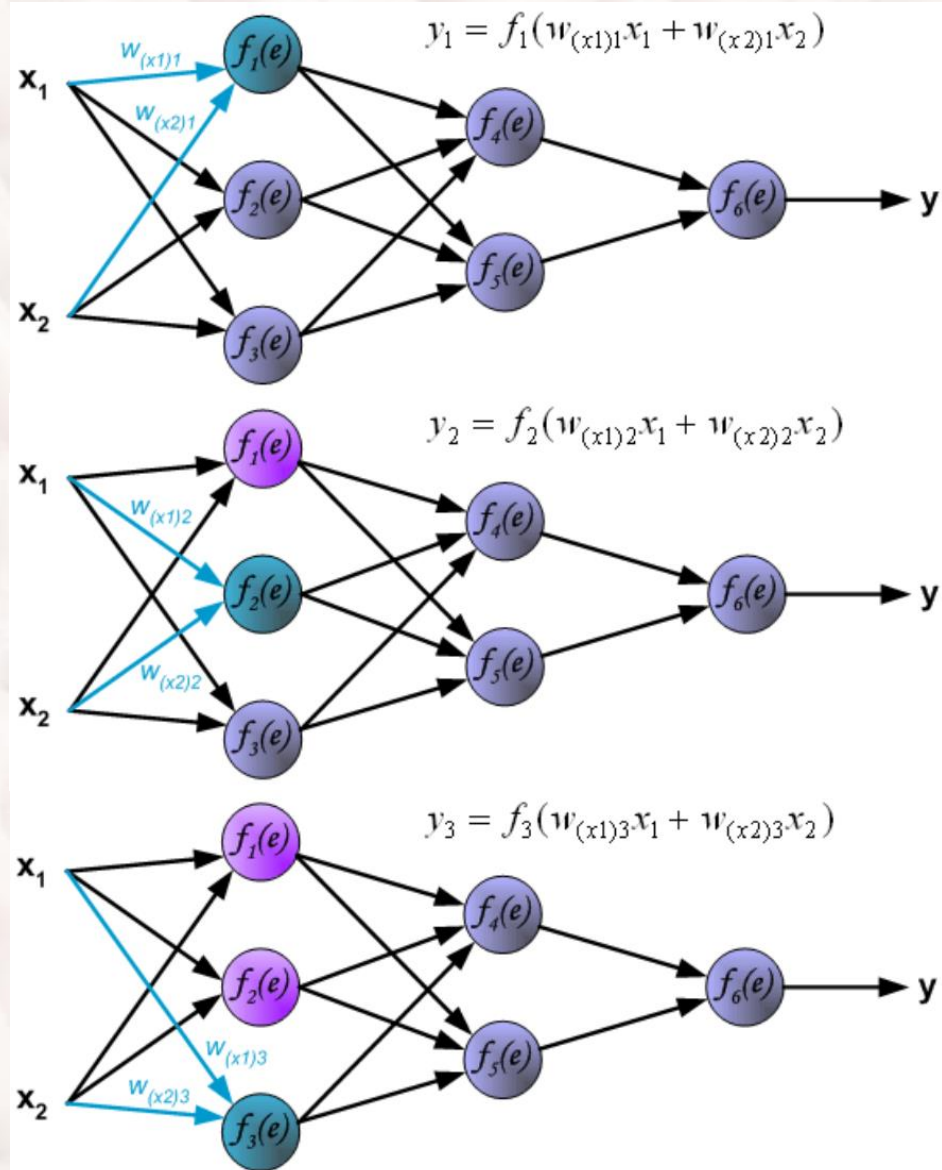 y₁ = f₁(w₍ₓ₁₎₁x₁ + w₍ₓ₂₎₁x₂)
f₁(e)
w₍ₓ₁₎₁
x₁
w₍ₓ₂₎₁
f₄(e)
f₂(e)
f₆(e)
y
f₅(e)
x₂
f₃(e)
y₂ = f₂(w₍ₓ₁₎₂x₁ + w₍ₓ₂₎₂x₂)
f₁(e)
x₁
w₍ₓ₁₎₂
f₄(e)
f₂(e)
f₆(e)
y
w₍ₓ₂₎₂
f₅(e)
x₂
f₃(e)
y₃ = f₃(w₍ₓ₁₎₃x₁ + w₍ₓ₂₎₃x₂)
f₁(e)
x₁
f₄(e)
f₂(e)
f₆(e)
y
w₍ₓ₁₎₃
f₅(e)
w₍ₓ₂₎₃
x₂
f₃(e)